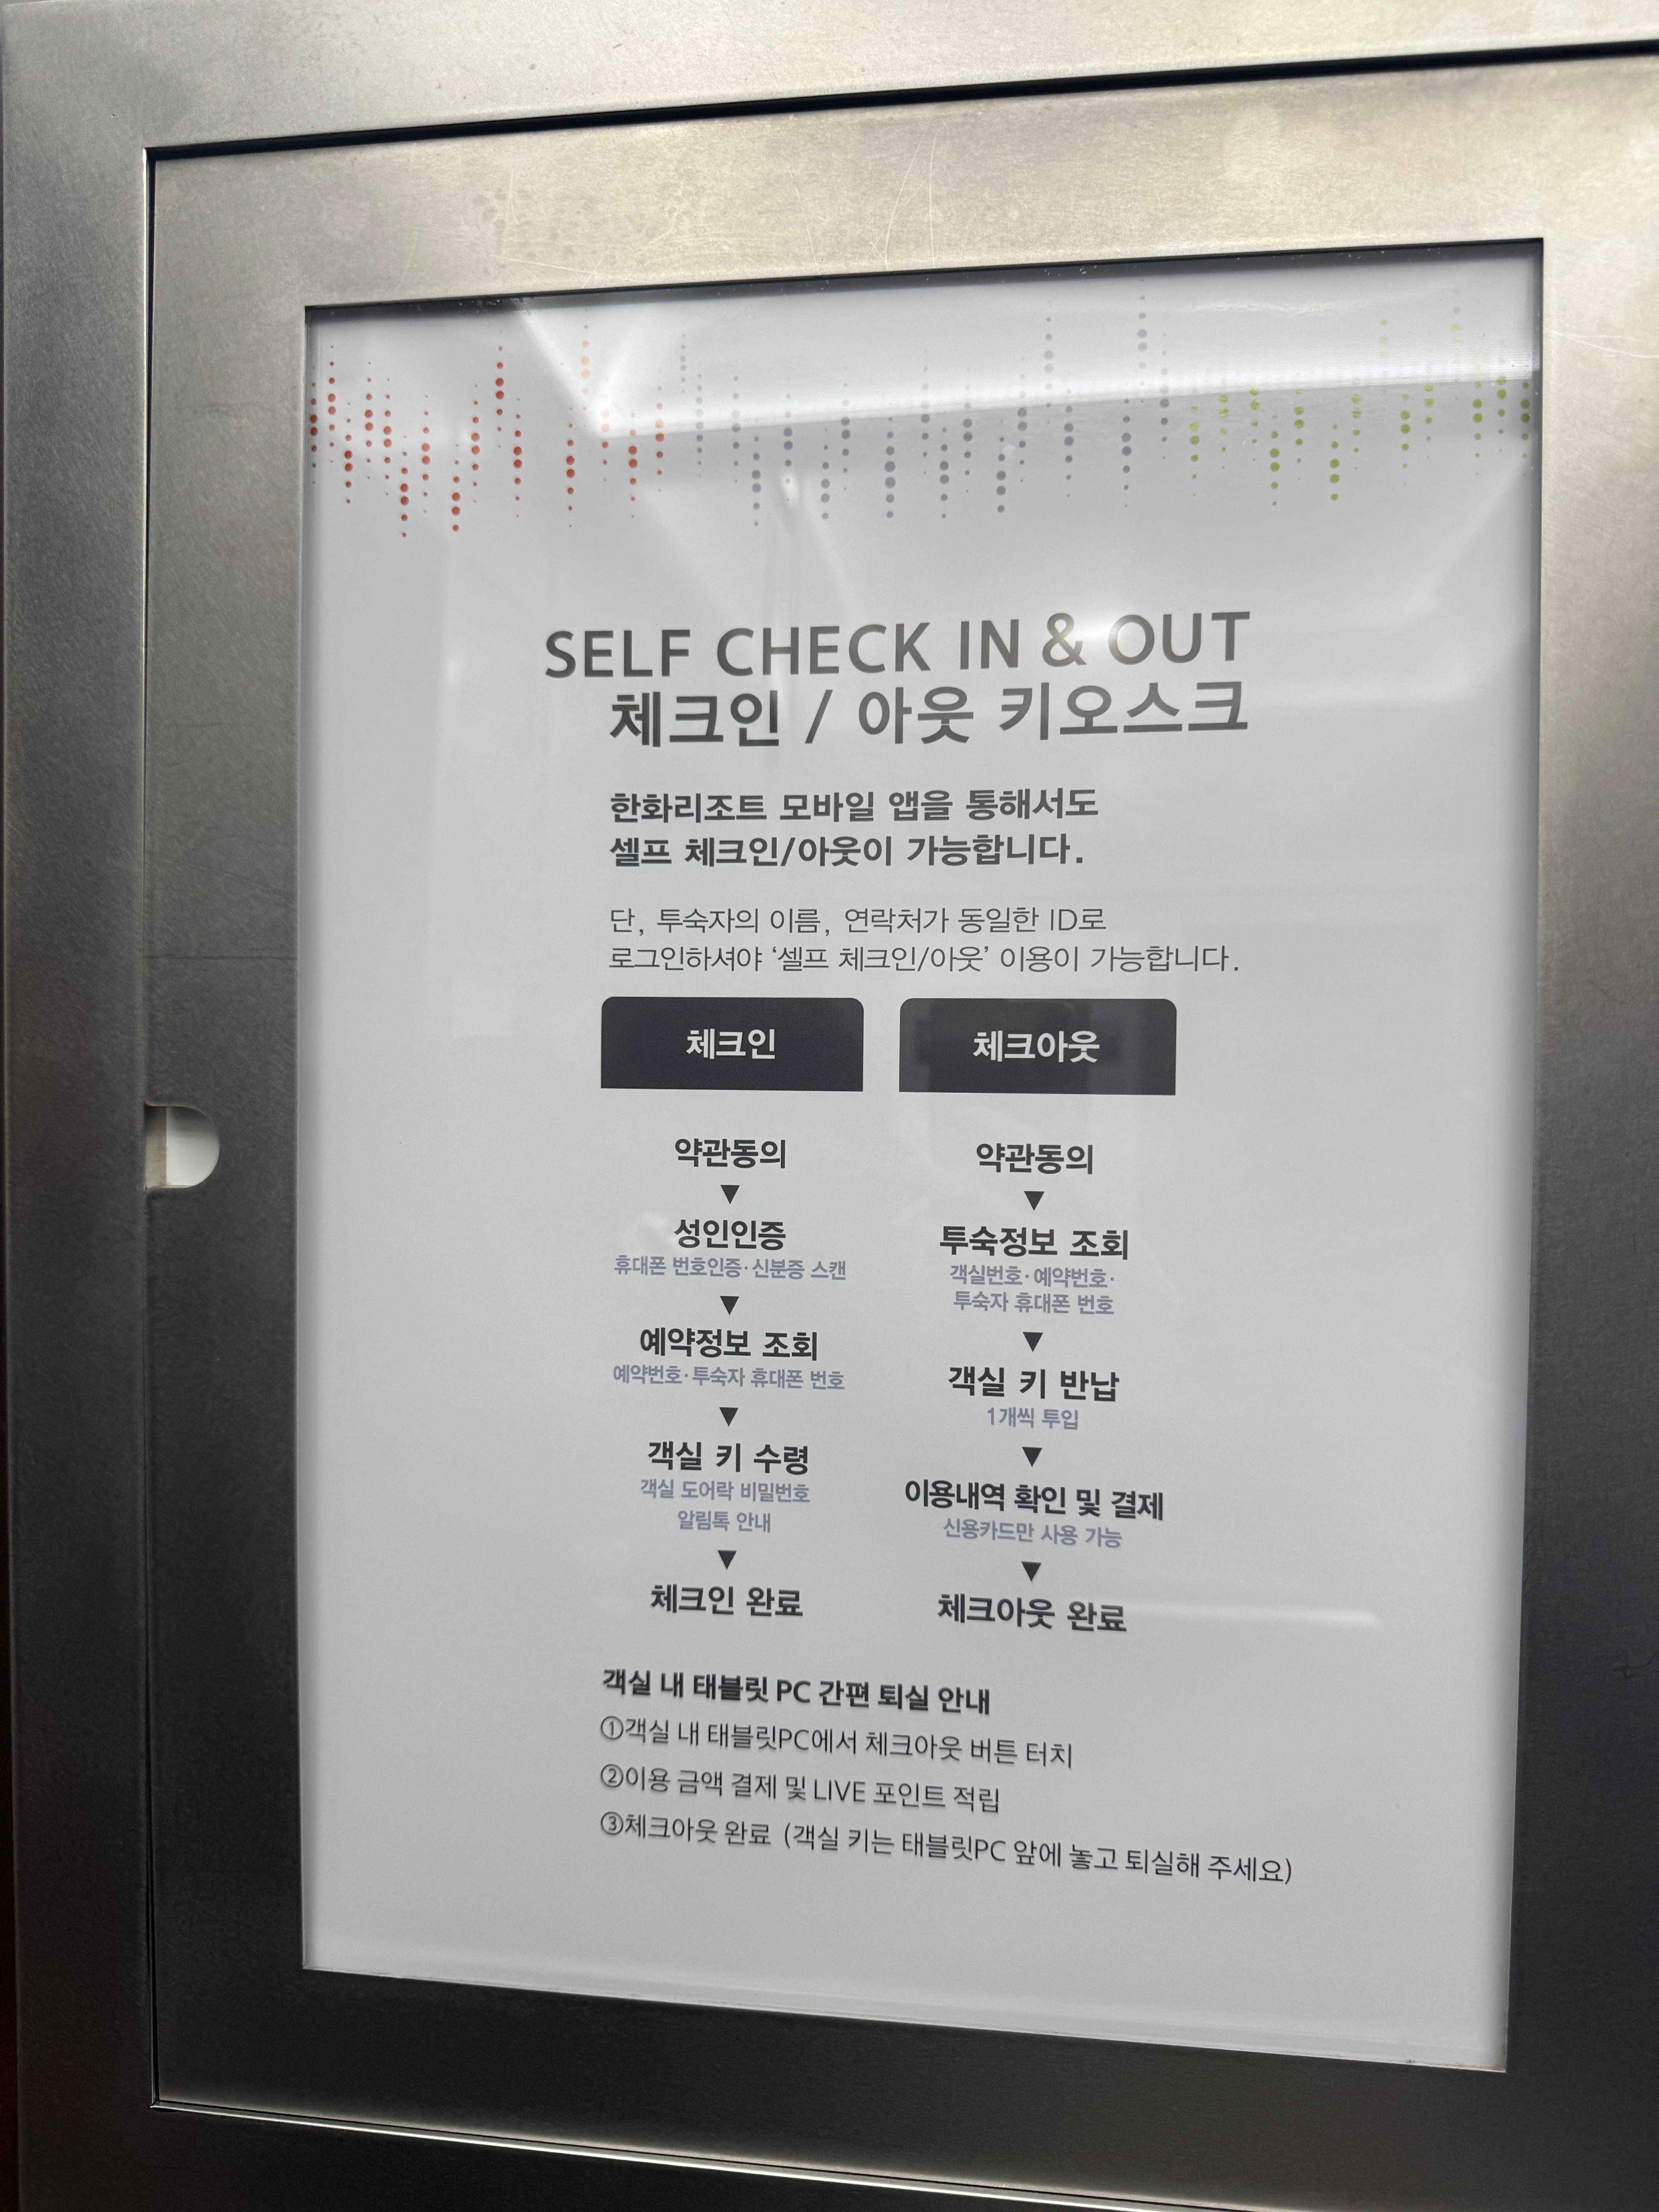 SELF CHECK IN & OUT
체크인 / 아웃 키오스크
한화리조트 모바일 앱을 통해서도
셀프 체크인/아웃이 가능합니다.
단, 투숙자의 이름, 연락처가 동일한 ID로
로그인하셔야 ‘셀프 체크인/아웃’ 이용이 가능합니다.
체크인
약관동의
▼
성인인증
휴대폰 번호인증·신분증 스캔
▼
예약정보 조회
예약번호·투숙자 휴대폰 번호
▼
객실 키 수령
객실 도어락 비밀번호
알림톡 안내
▼
체크인 완료
체크아웃
약관동의
▼
투숙정보 조회
객실번호·예약번호·
투숙자 휴대폰 번호
▼
객실 키 반납
1개씩 투입
▼
이용내역 확인 및 결제
신용카드만 사용 가능
▼
체크아웃 완료
객실 내 태블릿 PC 간편 퇴실 안내
①객실 내 태블릿PC에서 체크아웃 버튼 터치
②이용 금액 결제 및 LIVE 포인트 적립
③체크아웃 완료 (객실 키는 태블릿PC 앞에 놓고 퇴실해 주세요)